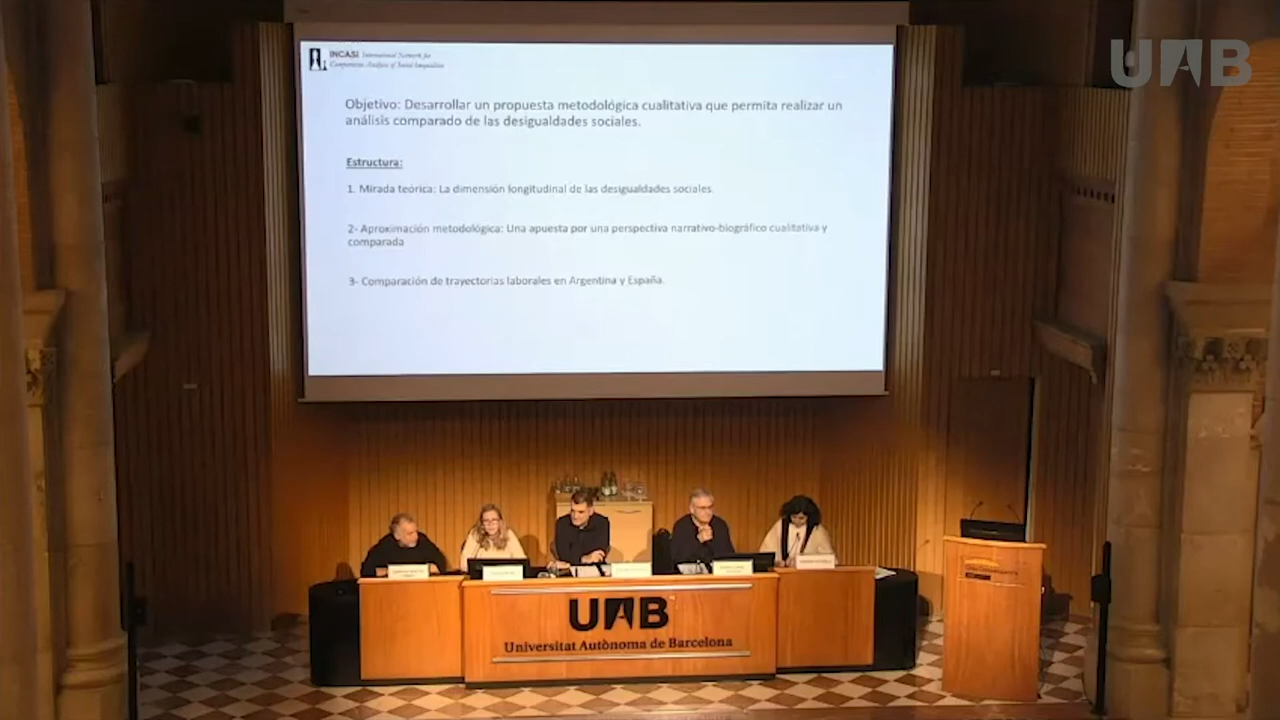 INCASI International Network for
Comparative Analysis of Social Inequalities
UAB
Objetivo: Desarrollar un propuesta metodológica cualitativa que permita realizar un
análisis comparado de las desigualdades sociales.
Estructura:
1. Mirada teórica: La dimensión longitudinal de las desigualdades sociales.
2- Aproximación metodológica: Una apuesta por una perspectiva narrativo-biográfico cualitativa y
comparada
3- Comparación de trayectorias laborales en Argentina y España.
UAB
Universitat Autònoma de Barcelona